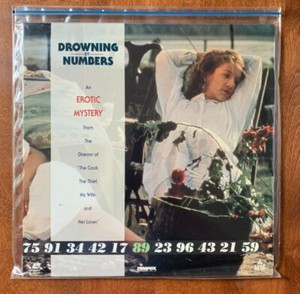 DROWNING
BY
NUMBERS
An
EROTIC
MYSTERY
From
The
Director of
"The Cook,
The Thief,
His Wife
and
Her Lover."
75 91 34 42 17 89 23 96 43 21 59